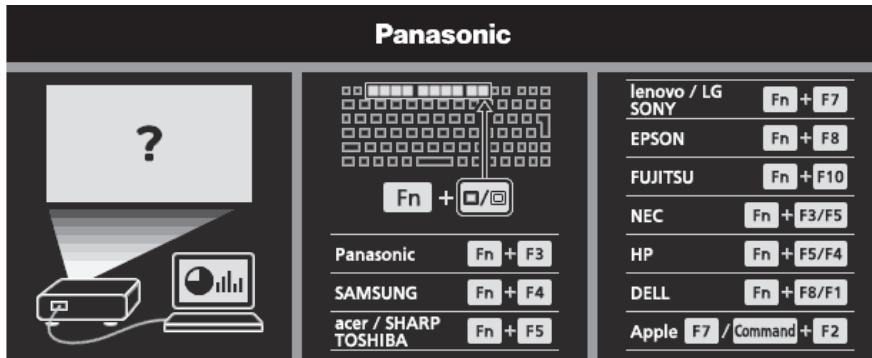 Panasonic
?
Fn + □/回
Panasonic Fn + F3
SAMSUNG Fn + F4
acer / SHARP
TOSHIBA Fn + F5
lenovo / LG
SONY Fn + F7
EPSON Fn + F8
FUJITSU Fn + F10
NEC Fn + F3/F5
HP Fn + F5/F4
DELL Fn + F8/F1
Apple F7 / Command + F2